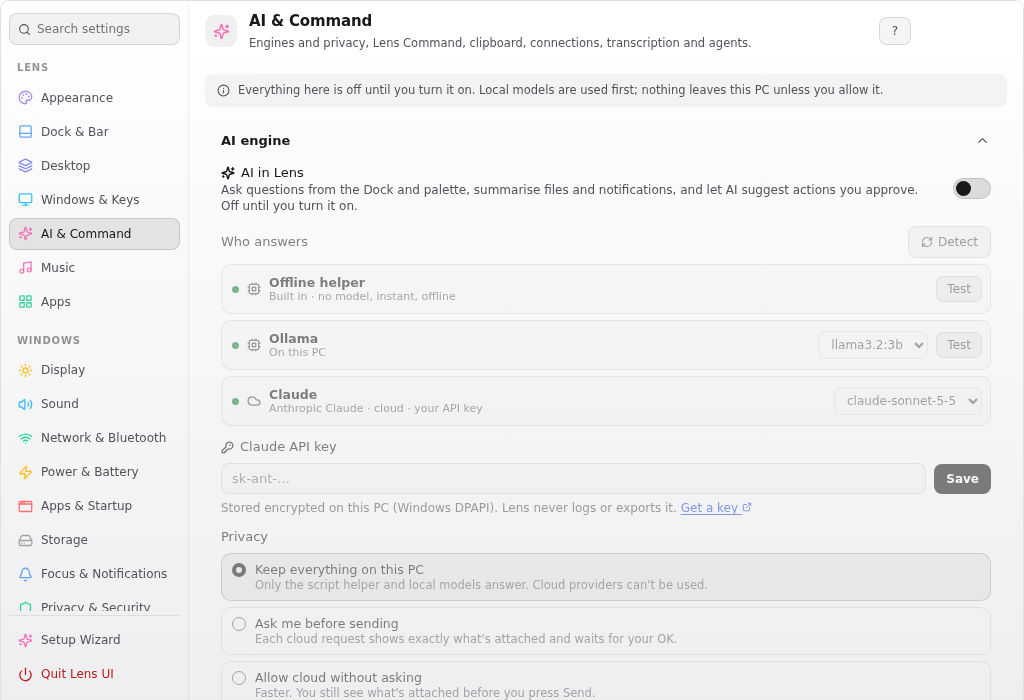 Search settings
LENS
Appearance
Dock & Bar
Desktop
Windows & Keys
AI & Command
Music
Apps
WINDOWS
Display
Sound
Network & Bluetooth
Power & Battery
Apps & Startup
Storage
Focus & Notifications
Privacy & Security
Setup Wizard
Quit Lens UI
AI & Command
Engines and privacy, Lens Command, clipboard, connections, transcription and agents.
?
Everything here is off until you turn it on. Local models are used first; nothing leaves this PC unless you allow it.
AI engine
AI in Lens
Ask questions from the Dock and palette, summarise files and notifications, and let AI suggest actions you approve.
Off until you turn it on.
Who answers
Detect
Offline helper
Built in · no model, instant, offline
Test
Ollama
On this PC
llama3.2:3b
Test
Claude
Anthropic Claude · cloud · your API key
claude-sonnet-5-5
Claude API key
sk-ant-...
Save
Stored encrypted on this PC (Windows DPAPI). Lens never logs or exports it. Get a key
Privacy
Keep everything on this PC
Only the script helper and local models answer. Cloud providers can't be used.
Ask me before sending
Each cloud request shows exactly what's attached and waits for your OK.
Allow cloud without asking
Faster. You still see what's attached before you press Send.